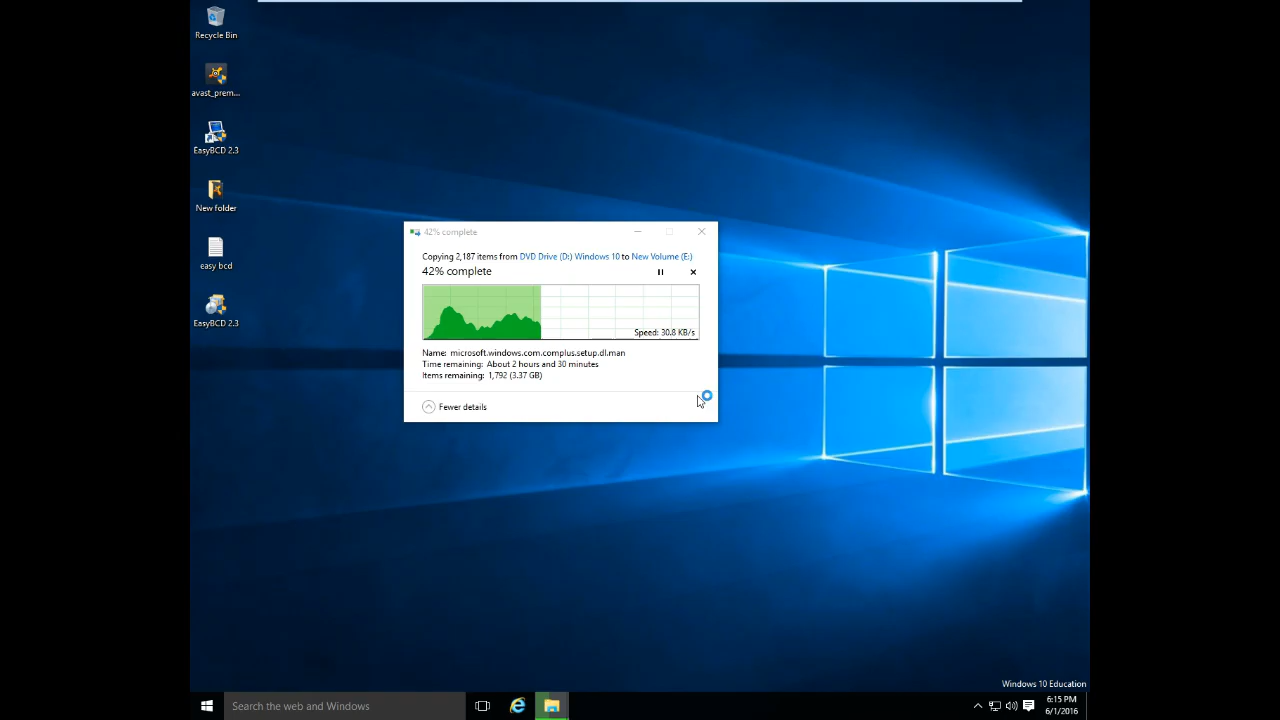 Recycle Bin
avast_prem...
EasyBCD 2.3
New folder
easy bcd
EasyBCD 2.3
42% complete
Copying 2,187 items from DVD Drive (D:) Windows 10 to New Volume (E:)
42% complete
Speed: 30.8 KB/s
Name: microsoft.windows.com.complus.setup.dl.man
Time remaining: About 2 hours and 30 minutes
Items remaining: 1,792 (3.37 GB)
Fewer details
Windows 10 Education
Search the web and Windows
6:15 PM
6/1/2016